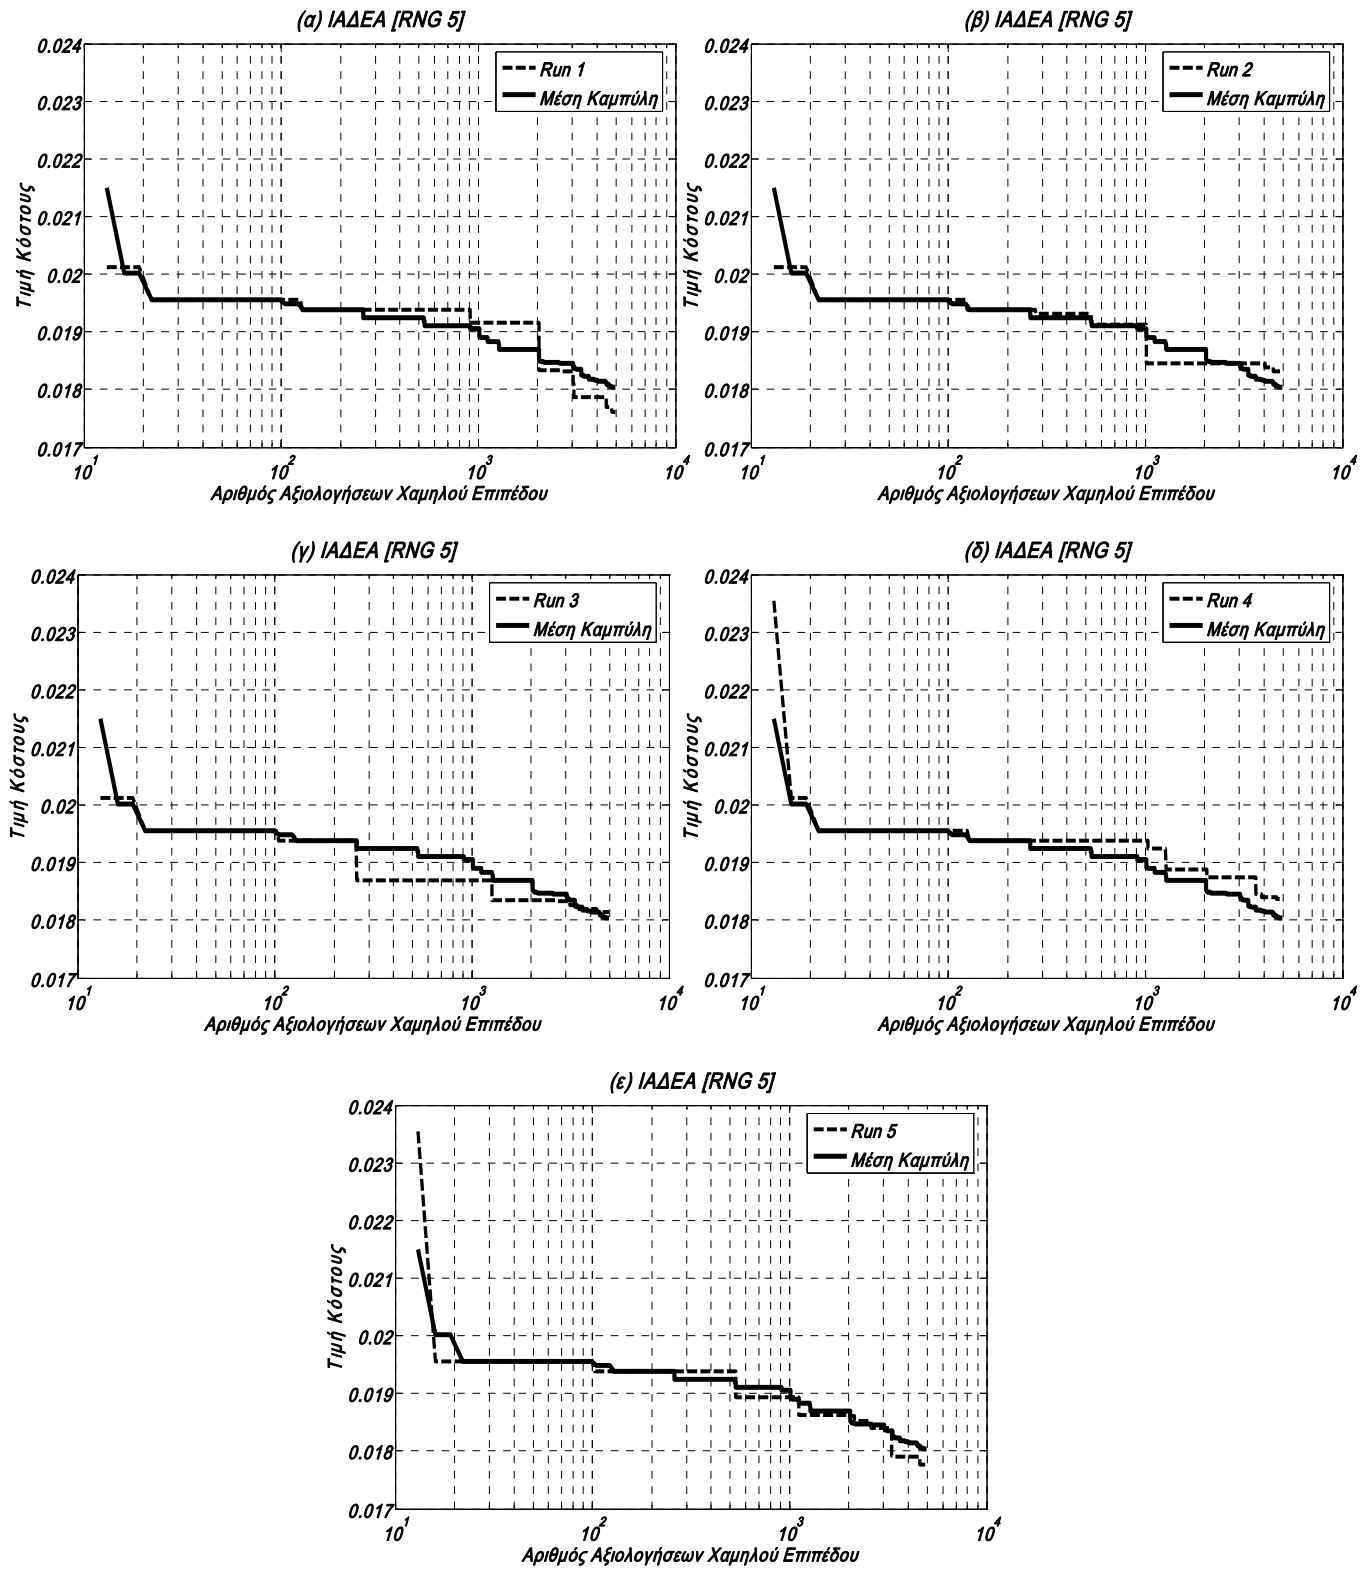 (α) ΙΑΔΕΑ [RNG 5]
0.024
0.023
0.022
0.021
0.02
0.019
0.018
0.017
Τιμή Κόστους
Run 1
Μέση Καμπύλη
10^1 10^2 10^3 10^4
Αριθμός Αξιολογήσεων Χαμηλού Επιπέδου
(β) ΙΑΔΕΑ [RNG 5]
0.024
0.023
0.022
0.021
0.02
0.019
0.018
0.017
Τιμή Κόστους
Run 2
Μέση Καμπύλη
10^1 10^2 10^3 10^4
Αριθμός Αξιολογήσεων Χαμηλού Επιπέδου
(γ) ΙΑΔΕΑ [RNG 5]
0.024
0.023
0.022
0.021
0.02
0.019
0.018
0.017
Τιμή Κόστους
Run 3
Μέση Καμπύλη
10^1 10^2 10^3 10^4
Αριθμός Αξιολογήσεων Χαμηλού Επιπέδου
(δ) ΙΑΔΕΑ [RNG 5]
0.024
0.023
0.022
0.021
0.02
0.019
0.018
0.017
Τιμή Κόστους
Run 4
Μέση Καμπύλη
10^1 10^2 10^3 10^4
Αριθμός Αξιολογήσεων Χαμηλού Επιπέδου
(ε) ΙΑΔΕΑ [RNG 5]
0.024
0.023
0.022
0.021
0.02
0.019
0.018
0.017
Τιμή Κόστους
Run 5
Μέση Καμπύλη
10^1 10^2 10^3 10^4
Αριθμός Αξιολογήσεων Χαμηλού Επιπέδου